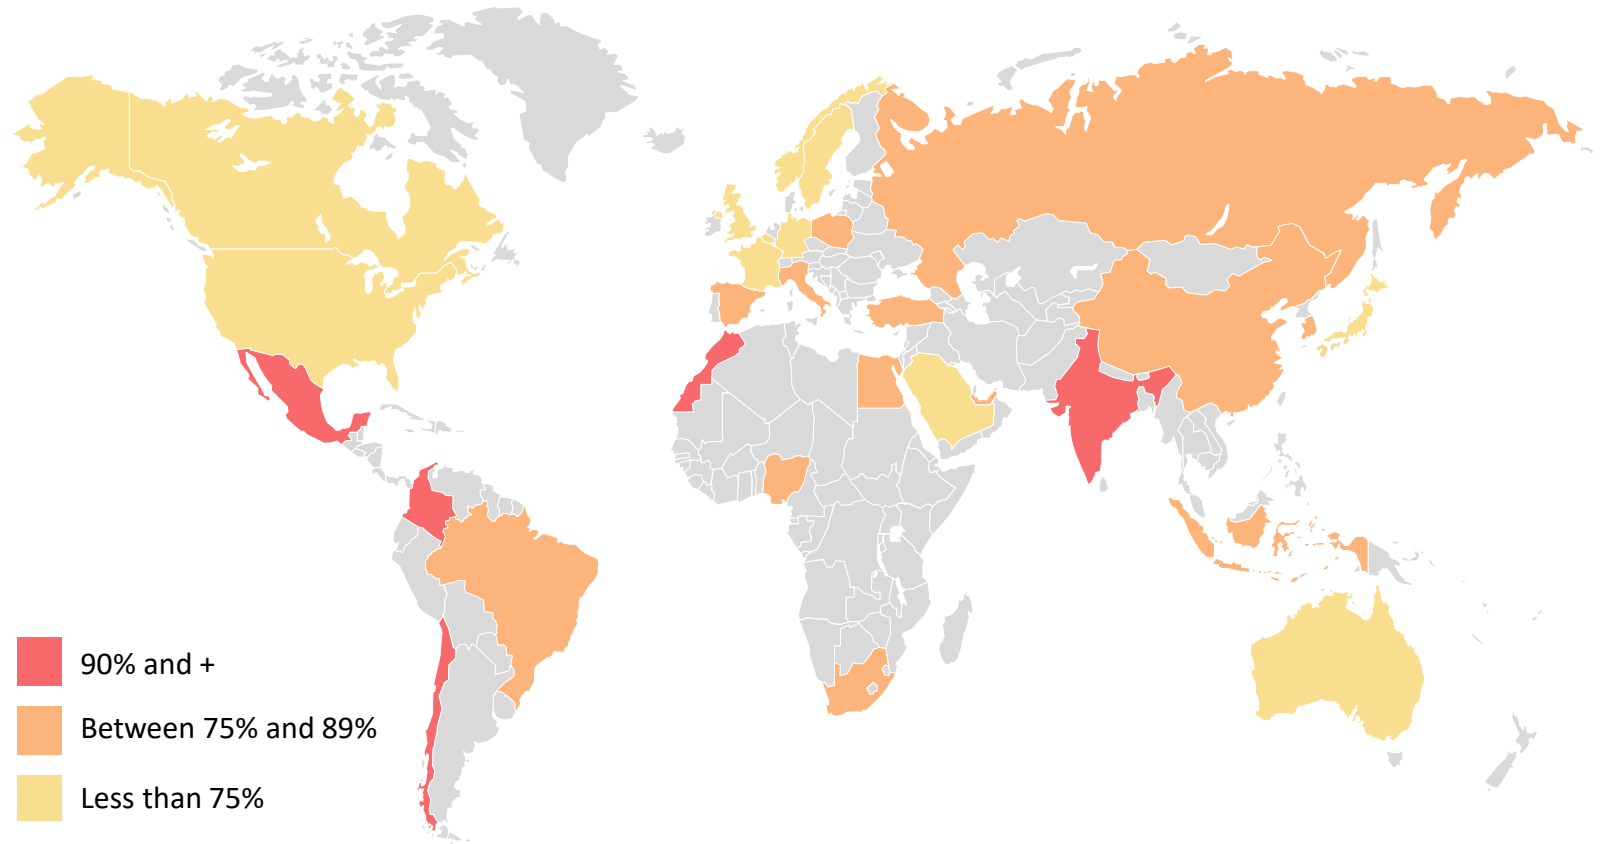 90% and +
Between 75% and 89%
Less than 75%